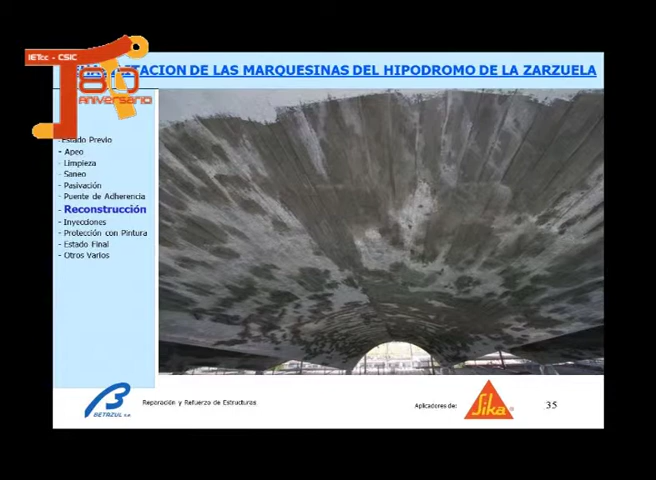 IETcc - CSIC
80
Aniversario
TACION DE LAS MARQUESINAS DEL HIPODROMO DE LA ZARZUELA
- Estado Previo
- Apeo
- Limpieza
- Saneo
- Pasivación
- Puente de Adherencia
- Reconstrucción
- Inyecciones
- Protección con Pintura
- Estado Final
- Otros Varios
BETAZUL S.A.
Reparación y Refuerzo de Estructuras
Aplicadores de:
Sika
35